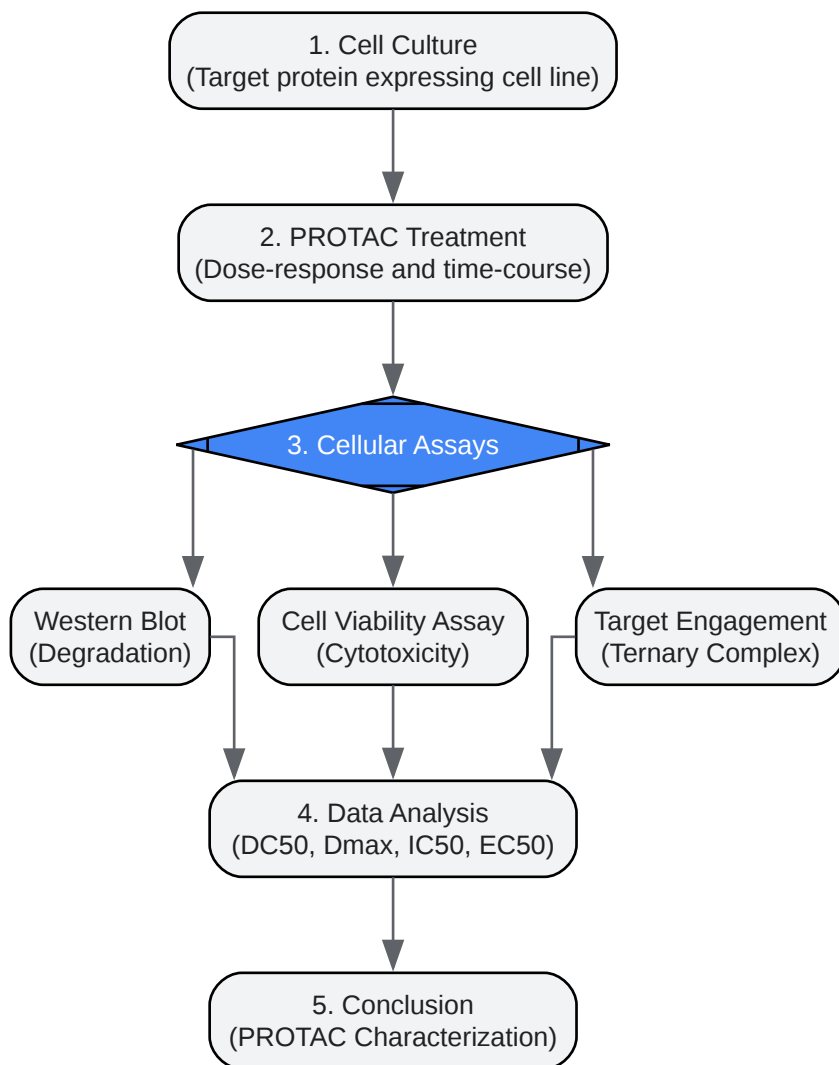 1. Cell Culture
(Target protein expressing cell line)
2. PROTAC Treatment
(Dose-response and time-course)
3. Cellular Assays
Western Blot
(Degradation)
Cell Viability Assay
(Cytotoxicity)
Target Engagement
(Ternary Complex)
4. Data Analysis
(DC50, Dmax, IC50, EC50)
5. Conclusion
(PROTAC Characterization)